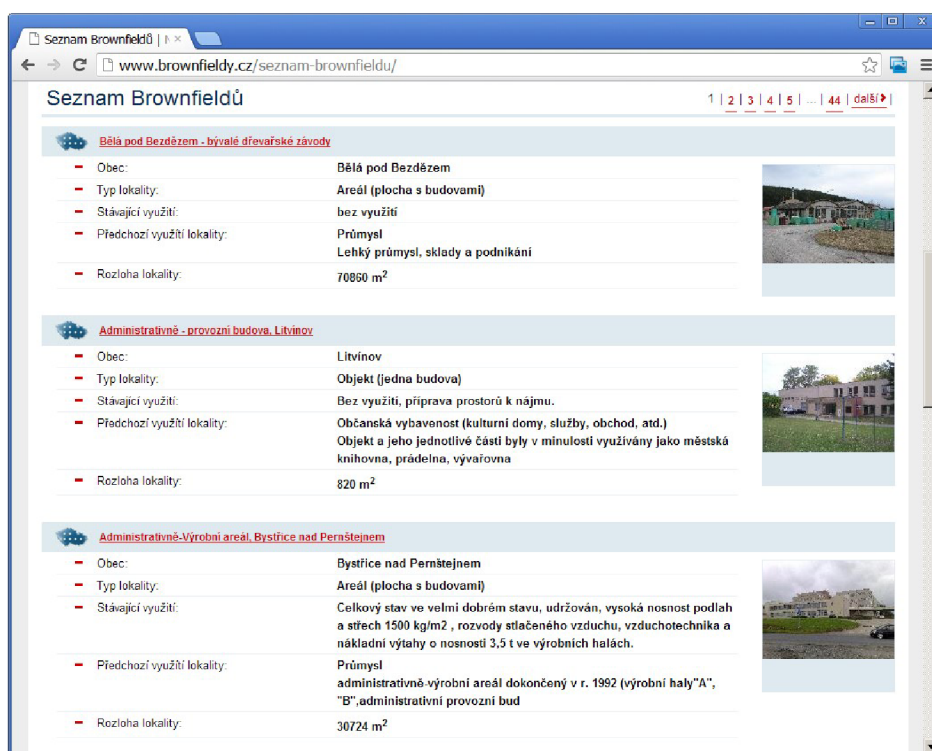 Seznam Brownfieldů | N
www.brownfieldy.cz/seznam-brownfieldu/
Seznam Brownfieldů
1 | 2 | 3 | 4 | 5 | ... | 44 | další |
Bělá pod Bezdězem - bývalé dřevařské závody
Obec: Bělá pod Bezdězem
Typ lokality: Areál (plocha s budovami)
Stávající využití: bez využití
Předchozí využítí lokality: Průmysl
Lehký průmysl, sklady a podnikání
Rozloha lokality: 70860 m²
Administrativně - provozní budova, Litvínov
Obec: Litvínov
Typ lokality: Objekt (jedna budova)
Stávající využití: Bez využití, příprava prostorů k nájmu.
Předchozí využítí lokality: Občanská vybavenost (kulturní domy, služby, obchod, atd.)
Objekt a jeho jednotlivé části byly v minulosti využívány jako městská
knihovna, prádelna, vývařovna
Rozloha lokality: 820 m²
Administrativně-Výrobní areál, Bystřice nad Pernštejnem
Obec: Bystřice nad Pernštejnem
Typ lokality: Areál (plocha s budovami)
Stávající využití: Celkový stav ve velmi dobrém stavu, udržován, vysoká nosnost podlah
a střech 1500 kg/m2 , rozvody stlačeného vzduchu, vzduchotechnika a
nákladní výtahy o nosnosti 3,5 t ve výrobních halách.
Předchozí využítí lokality: Průmysl
administrativně-výrobní areál dokončený v r. 1992 (výrobní haly"A",
"B",administrativní provozní bud
Rozloha lokality: 30724 m²